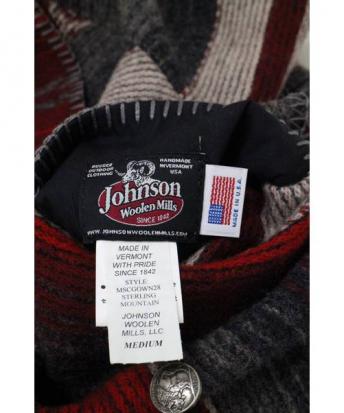 RUGGED
OUTDOOR
CLOTHING
HANDMADE
IN VERMONT
USA
Johnson
Woolen Mills
SINCE 1842
WWW.JOHNSONWOOLENMILLS.COM
MADE IN U.S.A.
MADE IN
VERMONT
WITH PRIDE
SINCE 1842
STYLE
MSCGOWN28
STERLING
MOUNTAIN
JOHNSON
WOOLEN
MILLS, LLC
MEDIUM